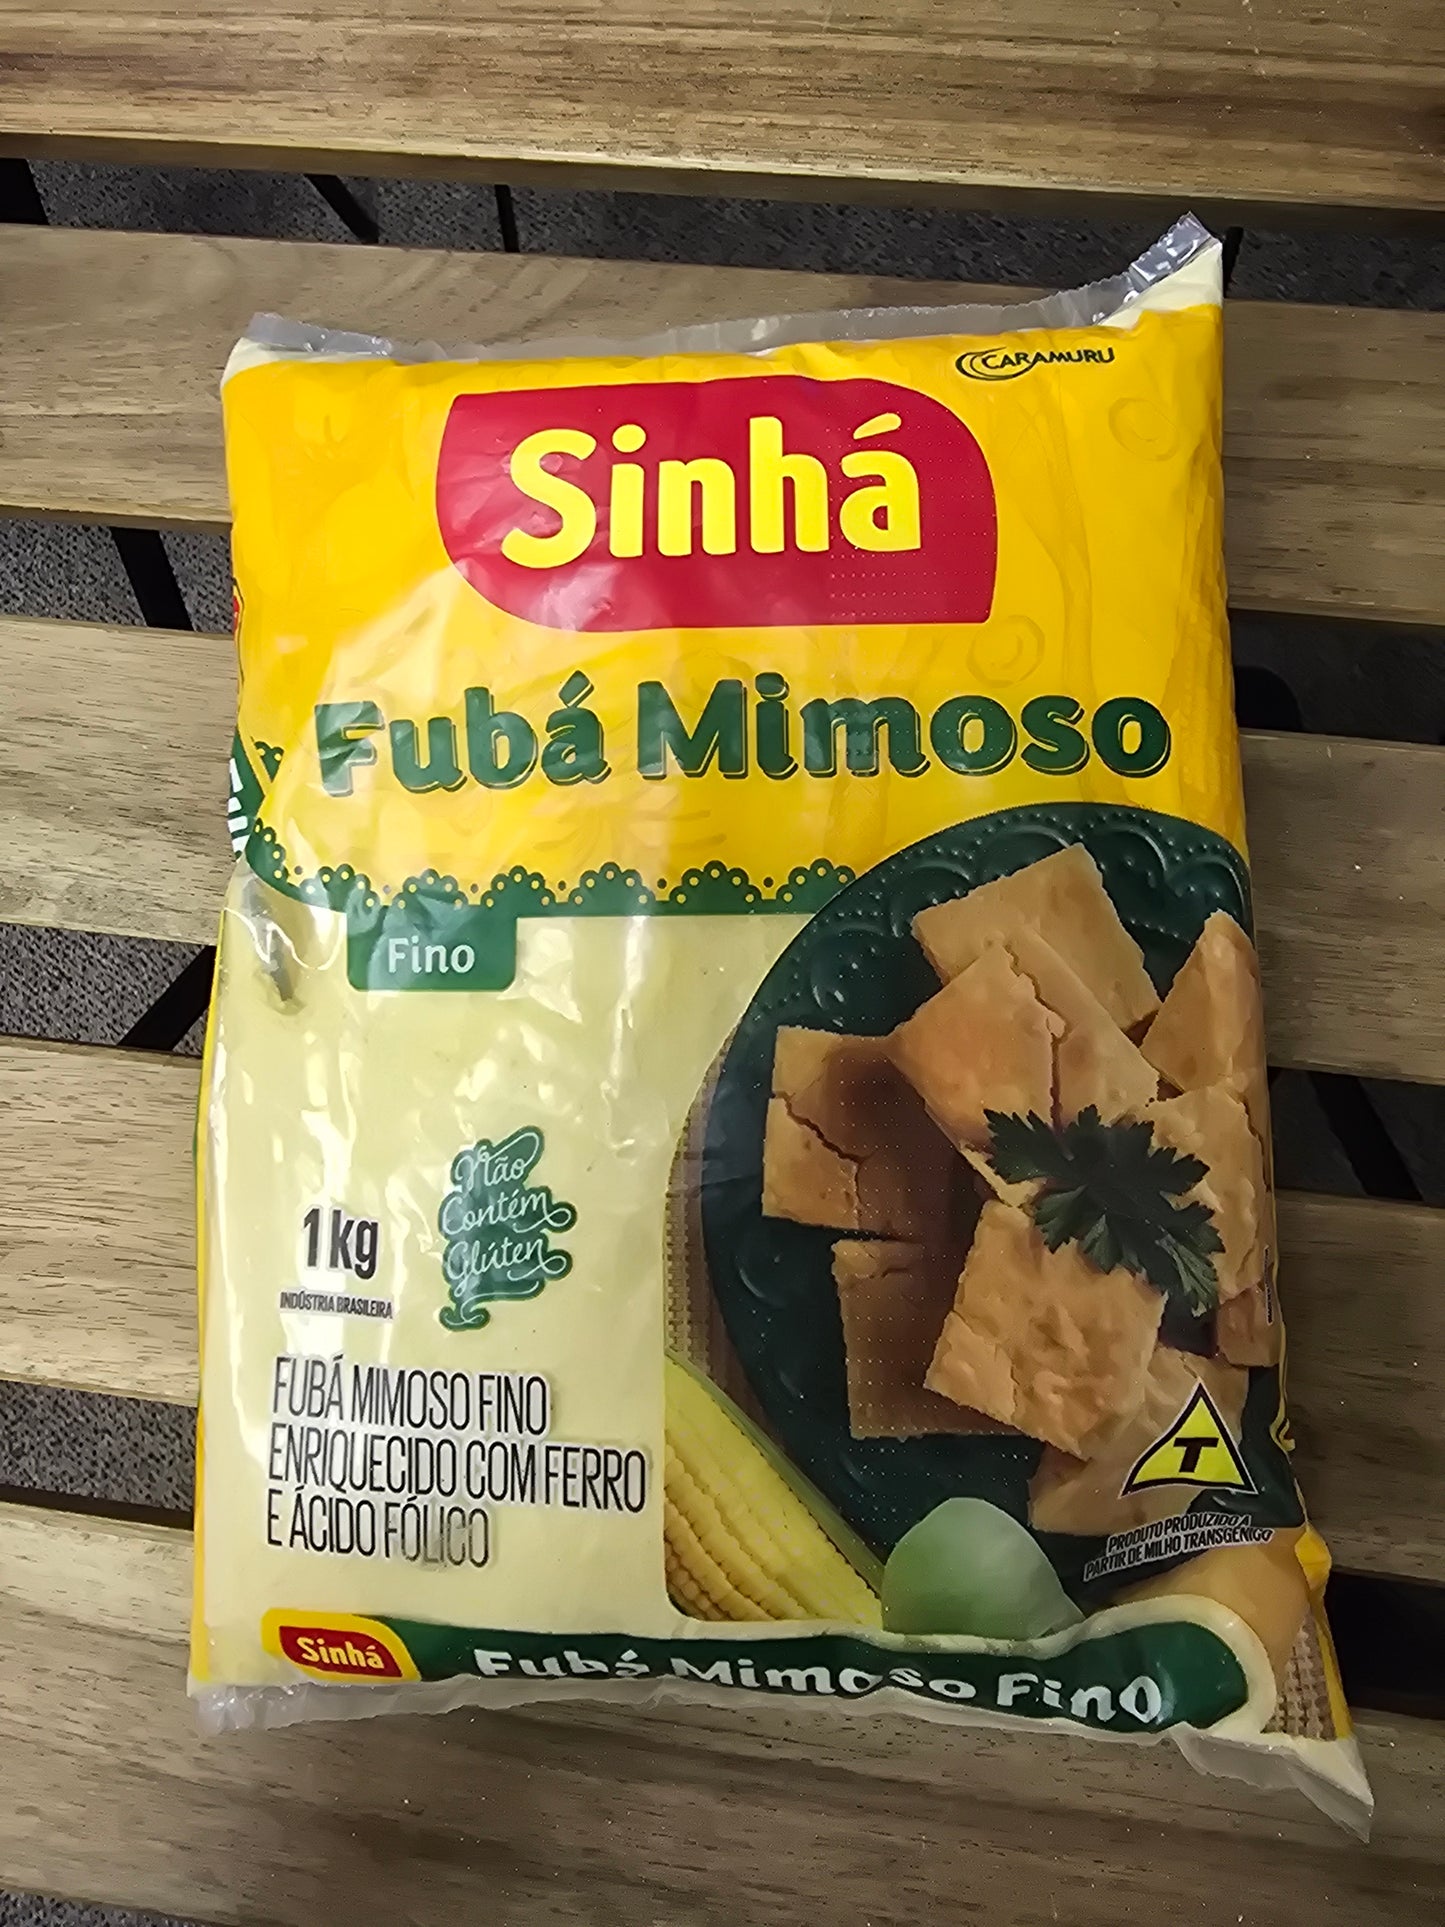 CARAMURU
Sinhá
Fubá Mimoso
Fino
Não
Contém
Glúten
1kg
INDÚSTRIA BRASILEIRA
FUBÁ MIMOSO FINO
ENRIQUECIDO COM FERRO
E ÁCIDO FÓLICO
T
PRODUTO PRODUZIDO A
PARTIR DE MILHO TRANSGÊNICO
Sinhá
Fubá Mimoso Fino